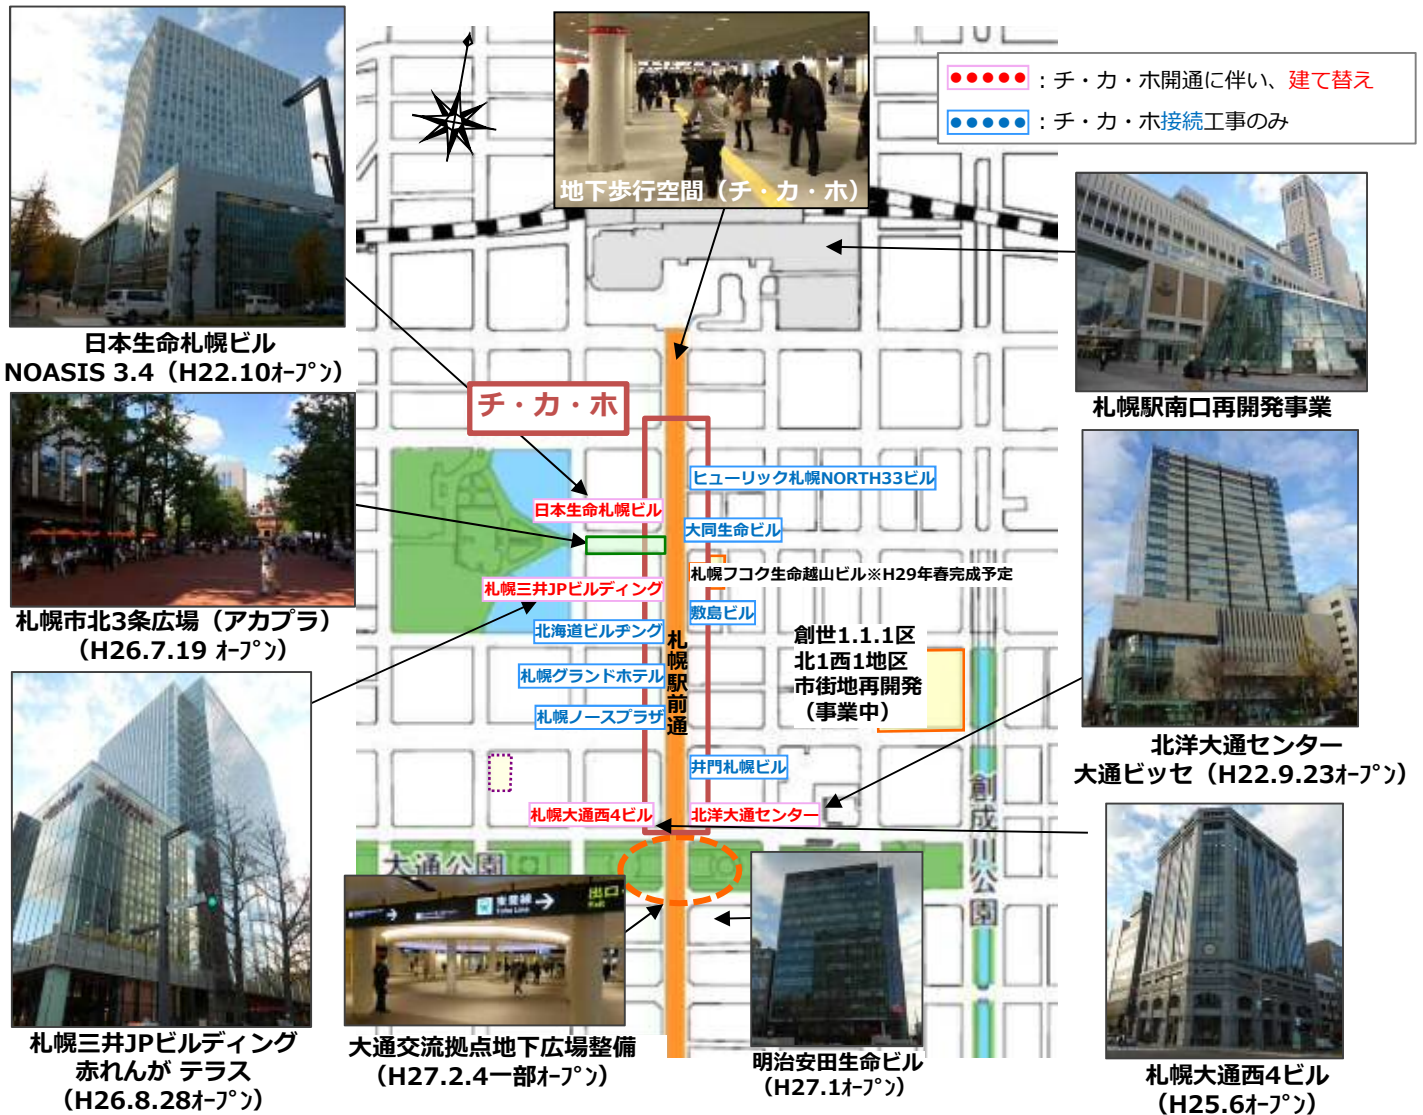 ●●●●● : チ・カ・ホ開通に伴い、建て替え
●●●●● : チ・カ・ホ接続工事のみ
地下歩行空間（チ・カ・ホ）
日本生命札幌ビル
NOASIS 3.4（H22.10ｵｰﾌﾟﾝ）
札幌駅南口再開発事業
チ・カ・ホ
ヒューリック札幌NORTH33ビル
日本生命札幌ビル
大同生命ビル
札幌フコク生命越山ビル※H29年春完成予定
札幌三井JPビルディング
敷島ビル
北海道ビルヂング
札幌グランドホテル
札幌ノースプラザ
札幌駅前通
創世1.1.1区
北1西1地区
市街地再開発
（事業中）
井門札幌ビル
札幌大通西4ビル
北洋大通センター
大通公園
創成川公園
札幌市北3条広場（アカプラ）
（H26.7.19 ｵｰﾌﾟﾝ）
北洋大通センター
大通ビッセ（H22.9.23ｵｰﾌﾟﾝ）
東豊線
出口
札幌三井JPビルディング
赤れんが テラス
（H26.8.28ｵｰﾌﾟﾝ）
大通交流拠点地下広場整備
（H27.2.4一部ｵｰﾌﾟﾝ）
明治安田生命ビル
（H27.1ｵｰﾌﾟﾝ）
札幌大通西4ビル
（H25.6ｵｰﾌﾟﾝ）